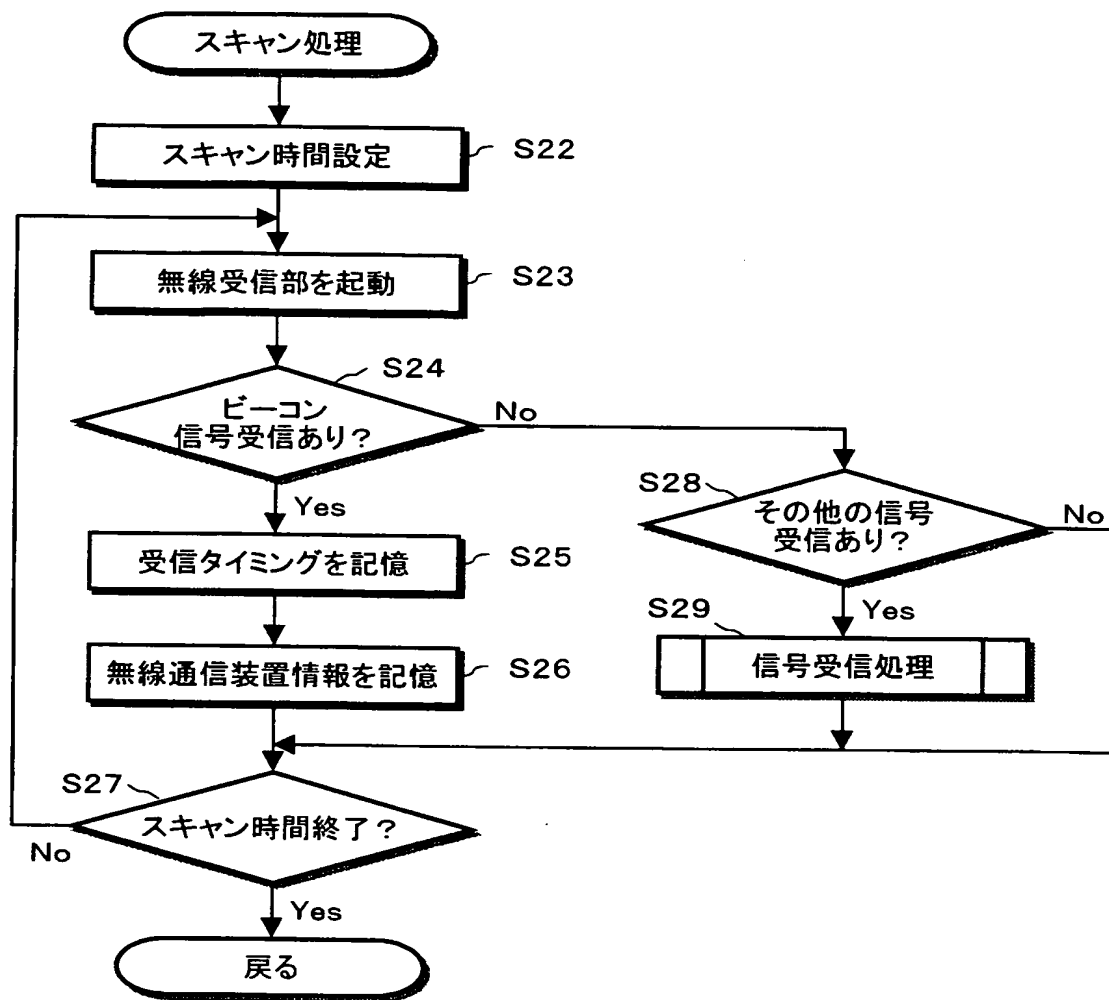 スキャン処理
スキャン時間設定
S22
無線受信部を起動
S23
S24
ビーコン
信号受信あり?
No
Yes
S28
その他の信号
受信あり?
No
Yes
受信タイミングを記憶
S25
S29
信号受信処理
無線通信装置情報を記憶
S26
S27
スキャン時間終了?
No
Yes
戻る